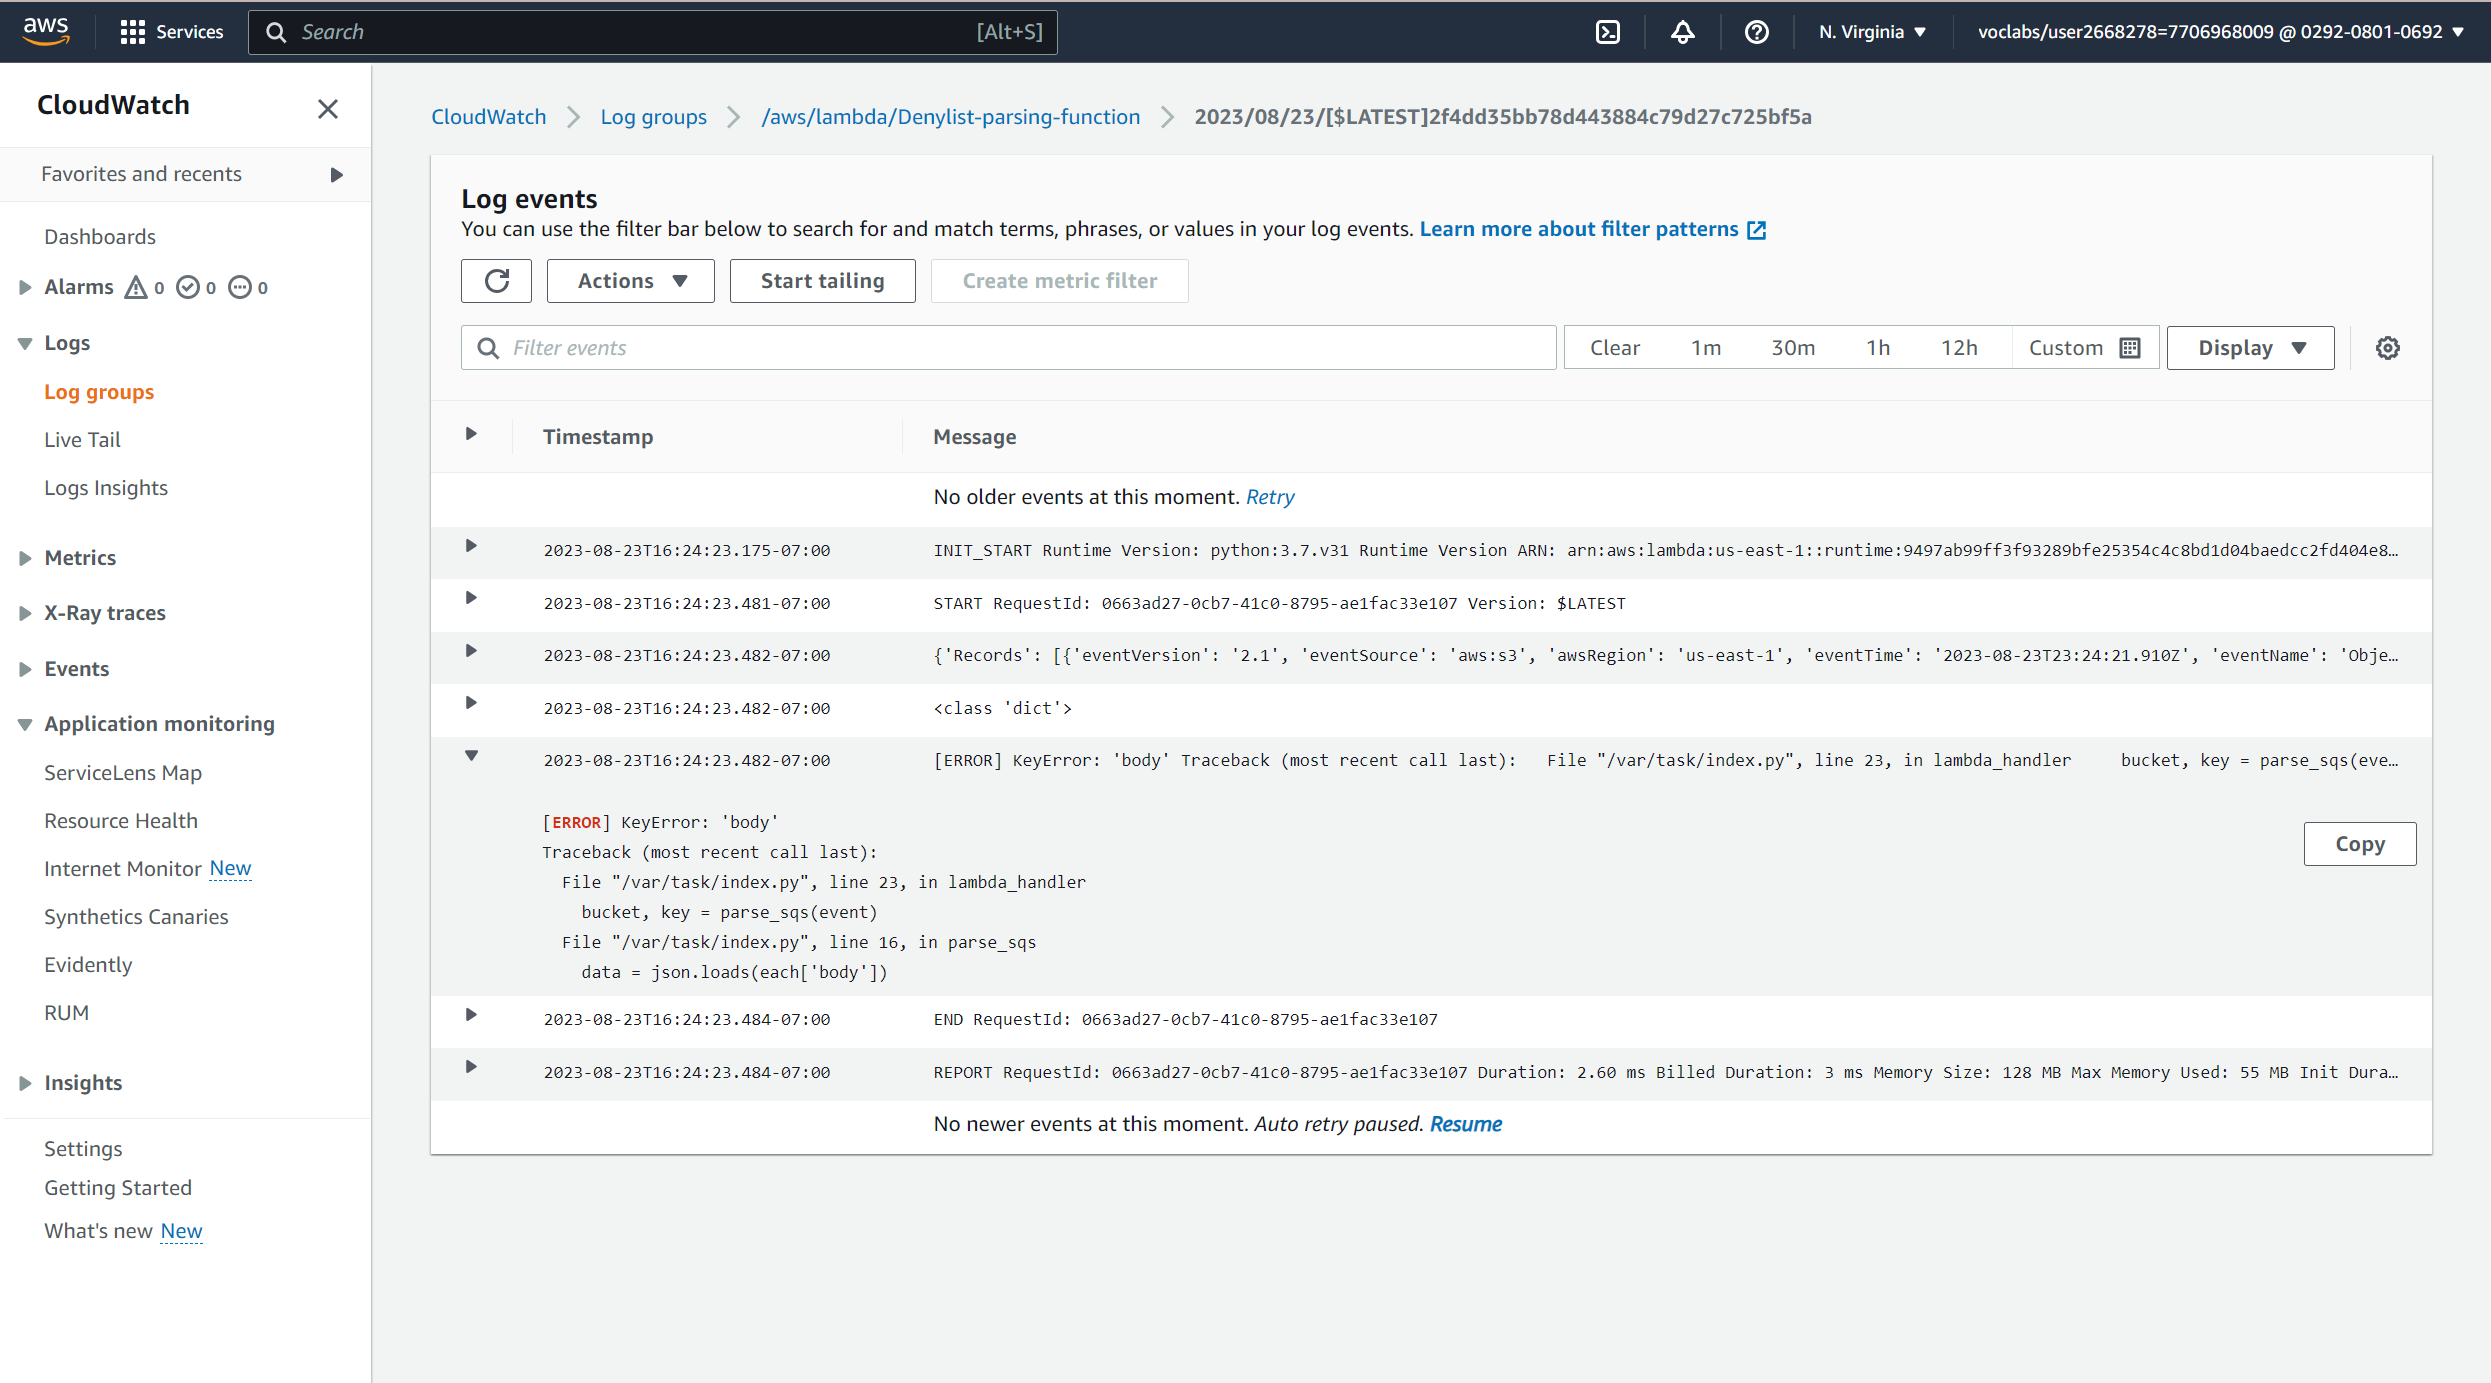 aws
Services
Search [Alt+S]
N. Virginia
voclabs/user2668278=7706968009 @ 0292-0801-0692
CloudWatch
Favorites and recents
Dashboards
Alarms 0 0 0
Logs
Log groups
Live Tail
Logs Insights
Metrics
X-Ray traces
Events
Application monitoring
ServiceLens Map
Resource Health
Internet Monitor New
Synthetics Canaries
Evidently
RUM
Insights
Settings
Getting Started
What's new New
CloudWatch > Log groups > /aws/lambda/Denylist-parsing-function > 2023/08/23/[$LATEST]2f4dd35bb78d443884c79d27c725bf5a
Log events
You can use the filter bar below to search for and match terms, phrases, or values in your log events. Learn more about filter patterns
Actions Start tailing Create metric filter
Filter events Clear 1m 30m 1h 12h Custom Display
Timestamp Message
No older events at this moment. Retry
2023-08-23T16:24:23.175-07:00 INIT_START Runtime Version: python:3.7.v31 Runtime Version ARN: arn:aws:lambda:us-east-1::runtime:9497ab99ff3f93289bfe25354c4c8bd1d04baedcc2fd404e8…
2023-08-23T16:24:23.481-07:00 START RequestId: 0663ad27-0cb7-41c0-8795-ae1fac33e107 Version: $LATEST
2023-08-23T16:24:23.482-07:00 {'Records': [{'eventVersion': '2.1', 'eventSource': 'aws:s3', 'awsRegion': 'us-east-1', 'eventTime': '2023-08-23T23:24:21.910Z', 'eventName': 'Obje…
2023-08-23T16:24:23.482-07:00 <class 'dict'>
2023-08-23T16:24:23.482-07:00 [ERROR] KeyError: 'body' Traceback (most recent call last):   File "/var/task/index.py", line 23, in lambda_handler     bucket, key = parse_sqs(eve…
[ERROR] KeyError: 'body'
Traceback (most recent call last):
  File "/var/task/index.py", line 23, in lambda_handler
    bucket, key = parse_sqs(event)
  File "/var/task/index.py", line 16, in parse_sqs
    data = json.loads(each['body'])
Copy
2023-08-23T16:24:23.484-07:00 END RequestId: 0663ad27-0cb7-41c0-8795-ae1fac33e107
2023-08-23T16:24:23.484-07:00 REPORT RequestId: 0663ad27-0cb7-41c0-8795-ae1fac33e107 Duration: 2.60 ms Billed Duration: 3 ms Memory Size: 128 MB Max Memory Used: 55 MB Init Dura…
No newer events at this moment. Auto retry paused. Resume